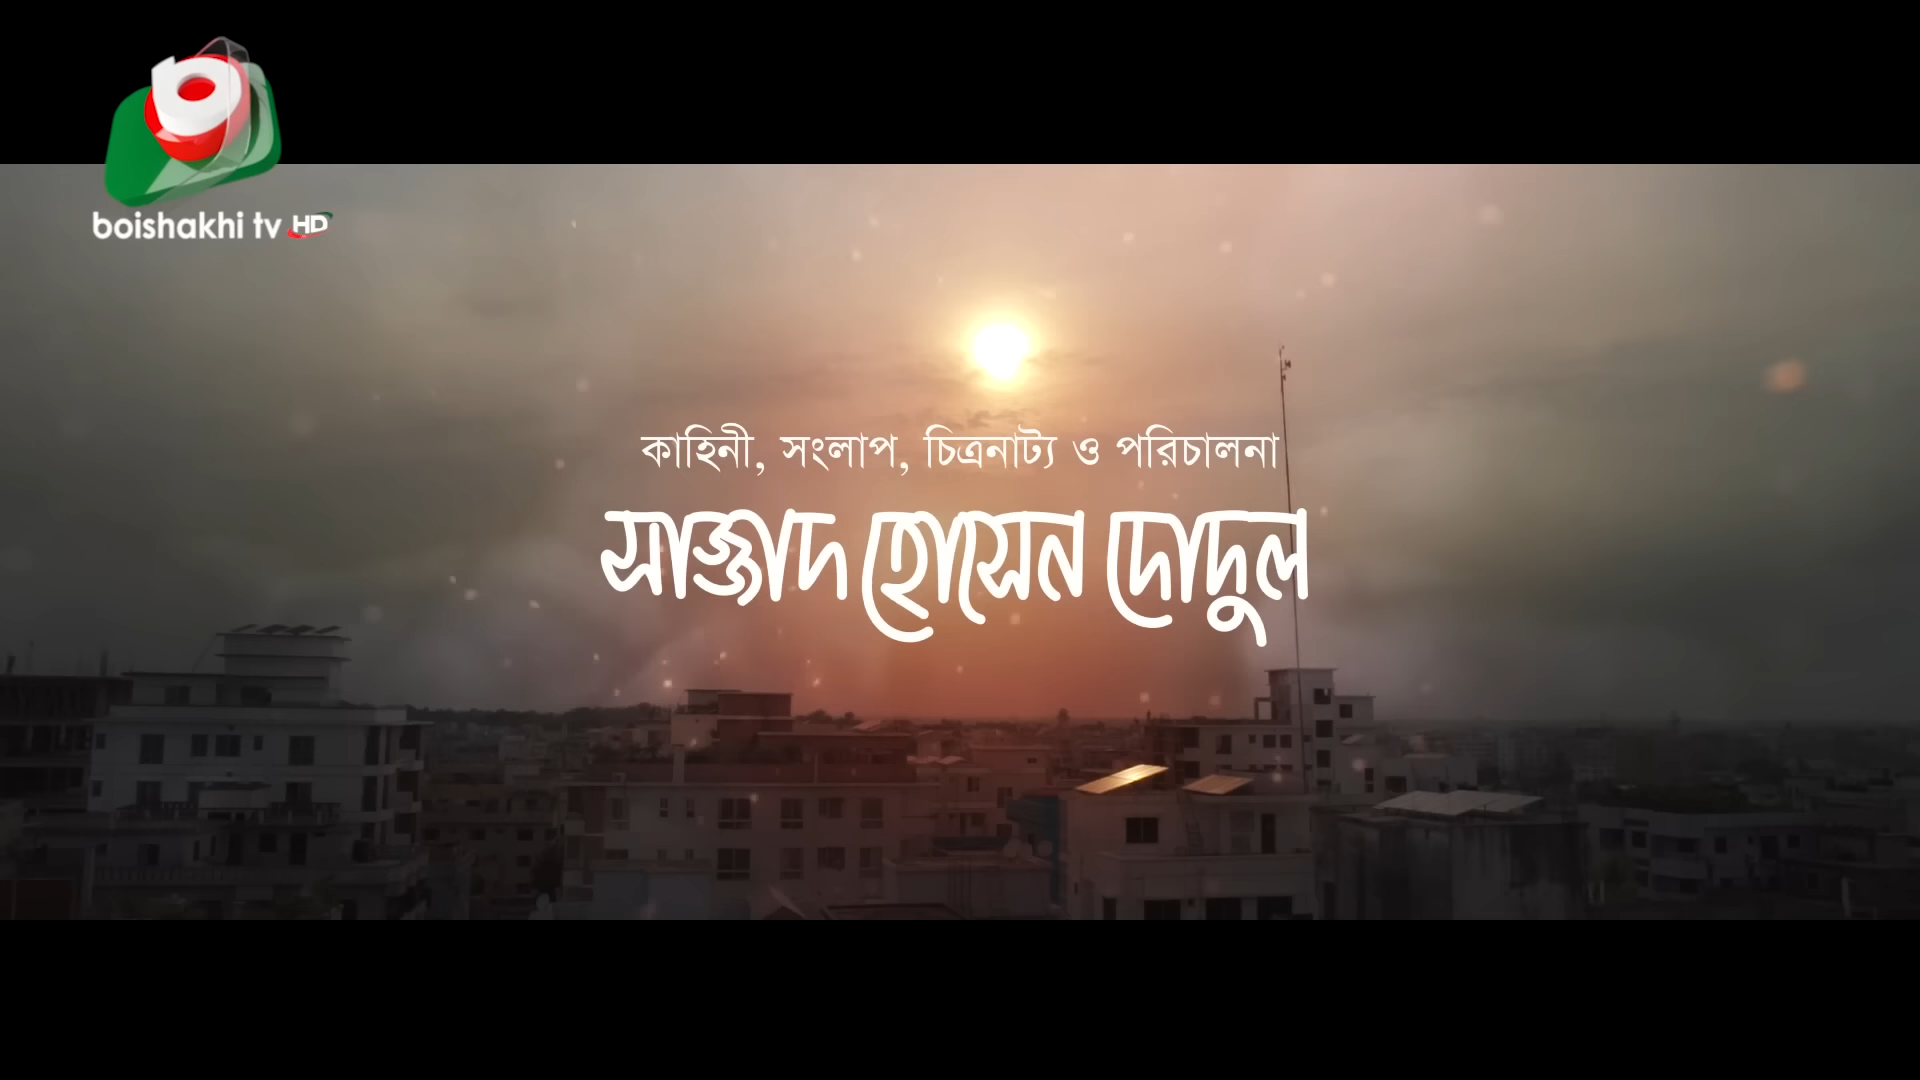 boishakhi tv HD
কাহিনী, সংলাপ, চিত্রনাট্য ও পরিচালনা
সাজ্জাদ হোসেন দোদুল